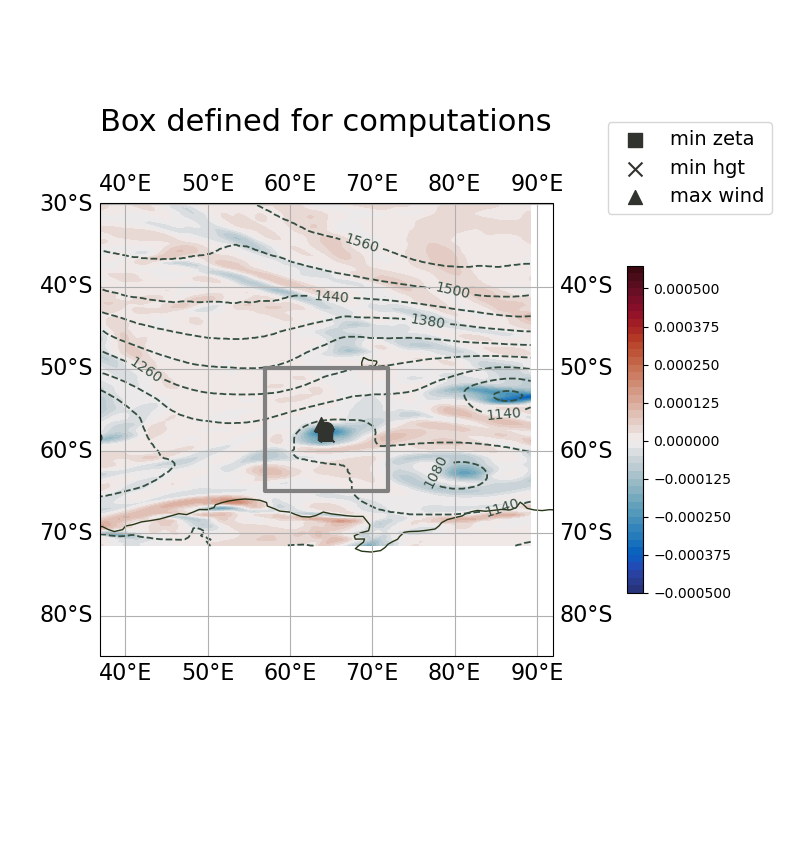 Box defined for computations
min zeta
min hgt
max wind
40°E 50°E 60°E 70°E 80°E 90°E
30°S
40°S 40°S
50°S 50°S
60°S 60°S
70°S 70°S
80°S 80°S
40°E 50°E 60°E 70°E 80°E 90°E
1560
1500
1440
1380
1260
1140
1080
1140
0.000500
0.000375
0.000250
0.000125
0.000000
−0.000125
−0.000250
−0.000375
−0.000500